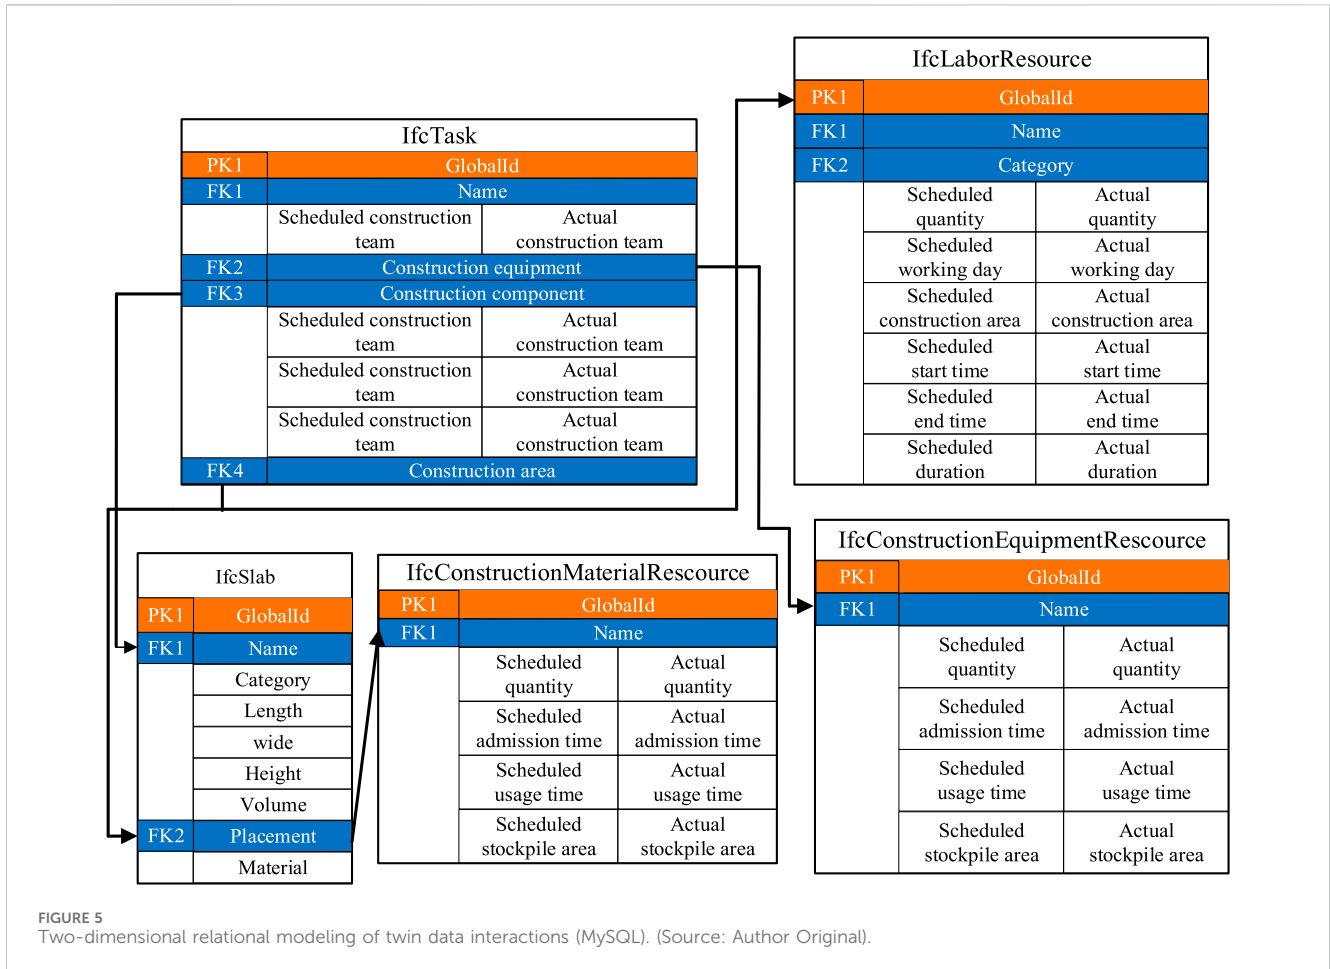 IfcTask
PK1 GlobalId
FK1 Name
Scheduled construction Actual
team construction team
FK2 Construction equipment
FK3 Construction component
Scheduled construction Actual
team construction team
Scheduled construction Actual
team construction team
Scheduled construction Actual
team construction team
FK4 Construction area
IfcLaborResource
PK1 GlobalId
FK1 Name
FK2 Category
Scheduled Actual
quantity quantity
Scheduled Actual
working day working day
Scheduled Actual
construction area construction area
Scheduled Actual
start time start time
Scheduled Actual
end time end time
Scheduled Actual
duration duration
IfcSlab
PK1 GlobalId
FK1 Name
Category
Length
wide
Height
Volume
FK2 Placement
Material
IfcConstructionMaterialRescource
PK1 GlobalId
FK1 Name
Scheduled Actual
quantity quantity
Scheduled Actual
admission time admission time
Scheduled Actual
usage time usage time
Scheduled Actual
stockpile area stockpile area
IfcConstructionEquipmentRescource
PK1 GlobalId
FK1 Name
Scheduled Actual
quantity quantity
Scheduled Actual
admission time admission time
Scheduled Actual
usage time usage time
Scheduled Actual
stockpile area stockpile area
FIGURE 5
Two-dimensional relational modeling of twin data interactions (MySQL). (Source: Author Original).